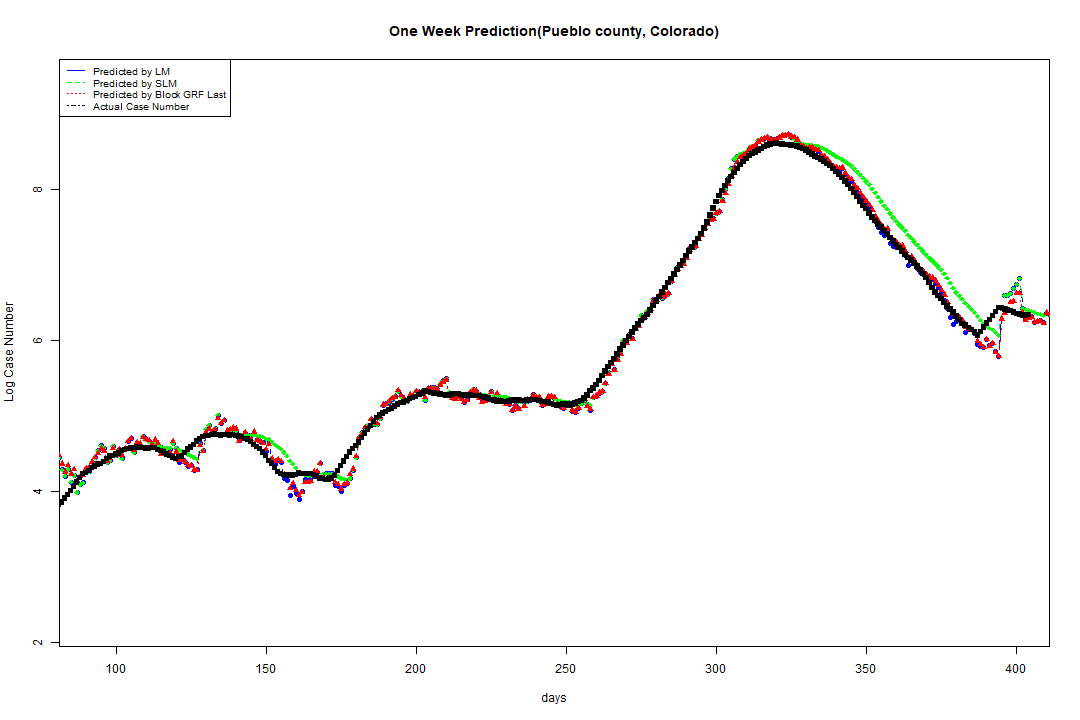 One Week Prediction(Pueblo county, Colorado)
Predicted by LM
Predicted by SLM
Predicted by Block GRF Last
Actual Case Number
Log Case Number
8
6
4
2
100 150 200 250 300 350 400
days